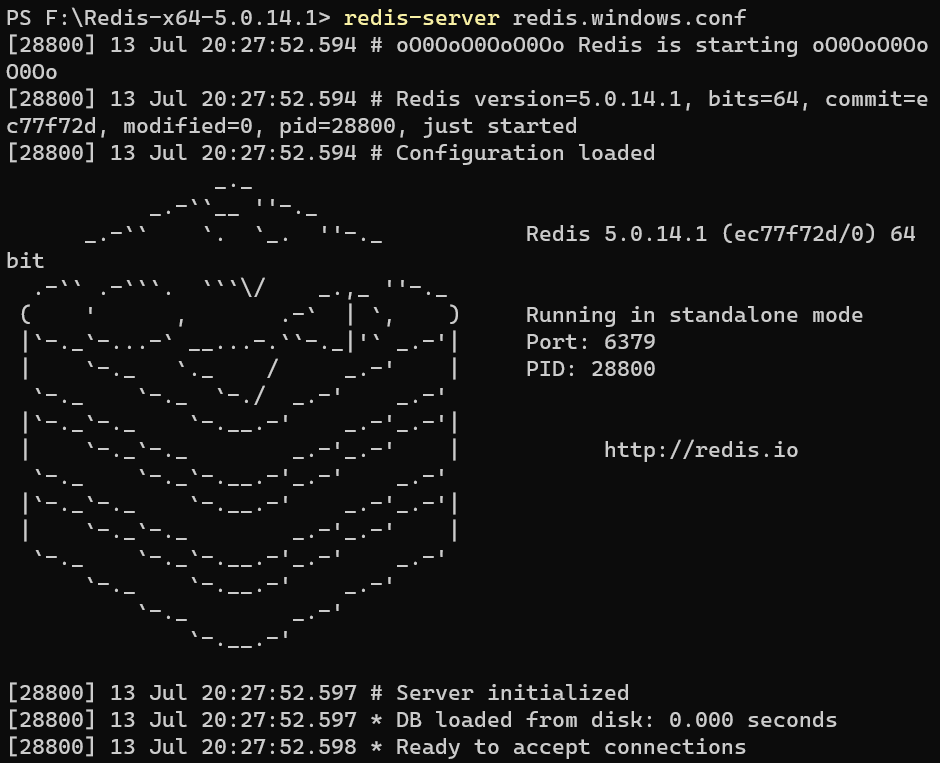 PS F:\Redis-x64-5.0.14.1> redis-server redis.windows.conf
[28800] 13 Jul 20:27:52.594 # oO0OoO0OoO0Oo Redis is starting oO0OoO0Oo
O0Oo
[28800] 13 Jul 20:27:52.594 # Redis version=5.0.14.1, bits=64, commit=e
c77f72d, modified=0, pid=28800, just started
[28800] 13 Jul 20:27:52.594 # Configuration loaded
Redis 5.0.14.1 (ec77f72d/0) 64
bit
Running in standalone mode
Port: 6379
PID: 28800
http://redis.io
[28800] 13 Jul 20:27:52.597 # Server initialized
[28800] 13 Jul 20:27:52.597 * DB loaded from disk: 0.000 seconds
[28800] 13 Jul 20:27:52.598 * Ready to accept connections